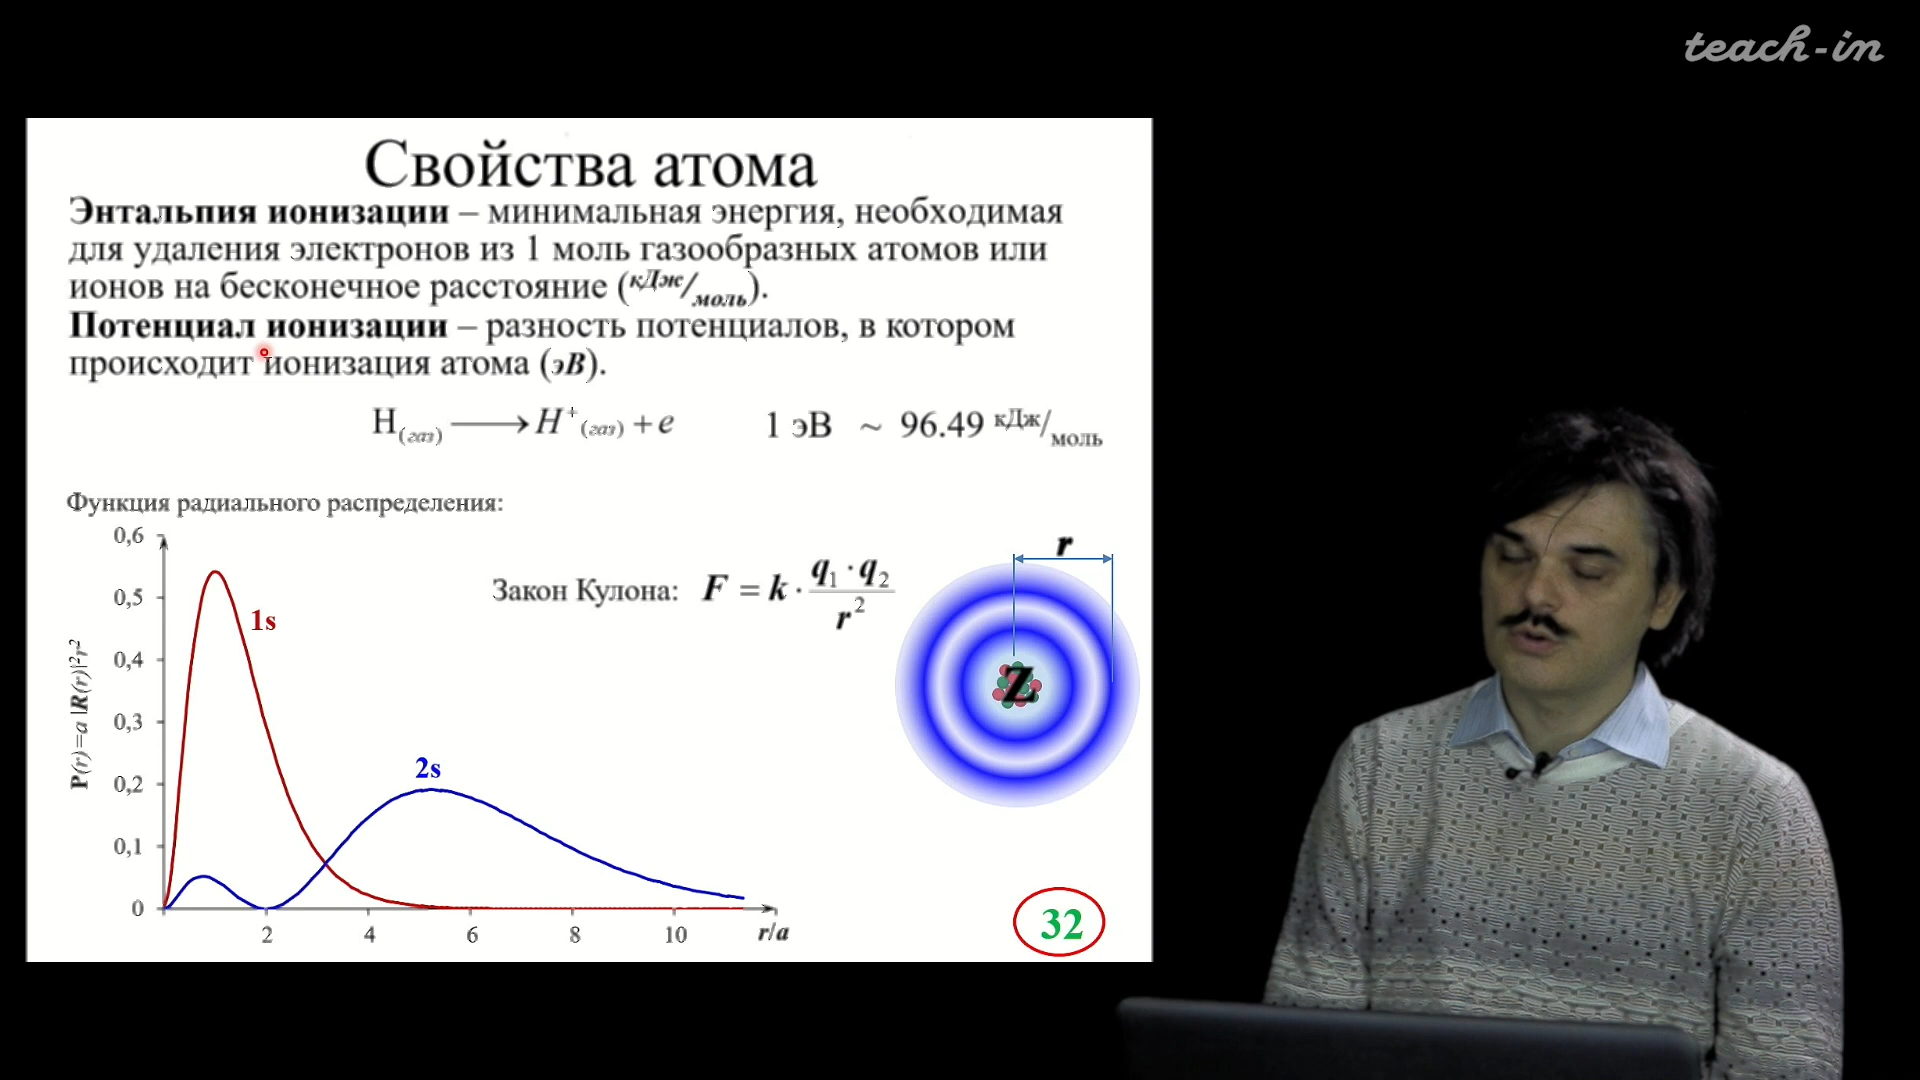 teach-in
Свойства атома
Энтальпия ионизации – минимальная энергия, необходимая
для удаления электронов из 1 моль газообразных атомов или
ионов на бесконечное расстояние (кДж/моль).
Потенциал ионизации – разность потенциалов, в котором
происходит ионизация атома (эВ).
H(газ) ⟶ H⁺(газ) + e 1 эВ ~ 96.49 кДж/моль
Функция радиального распределения:
Закон Кулона: F = k · q₁ · q₂ / r²
r
Z
P(r)=a |R(r)|²r²
0,6
0,5
0,4
0,3
0,2
0,1
0
1s
2s
2 4 6 8 10 r/a
32